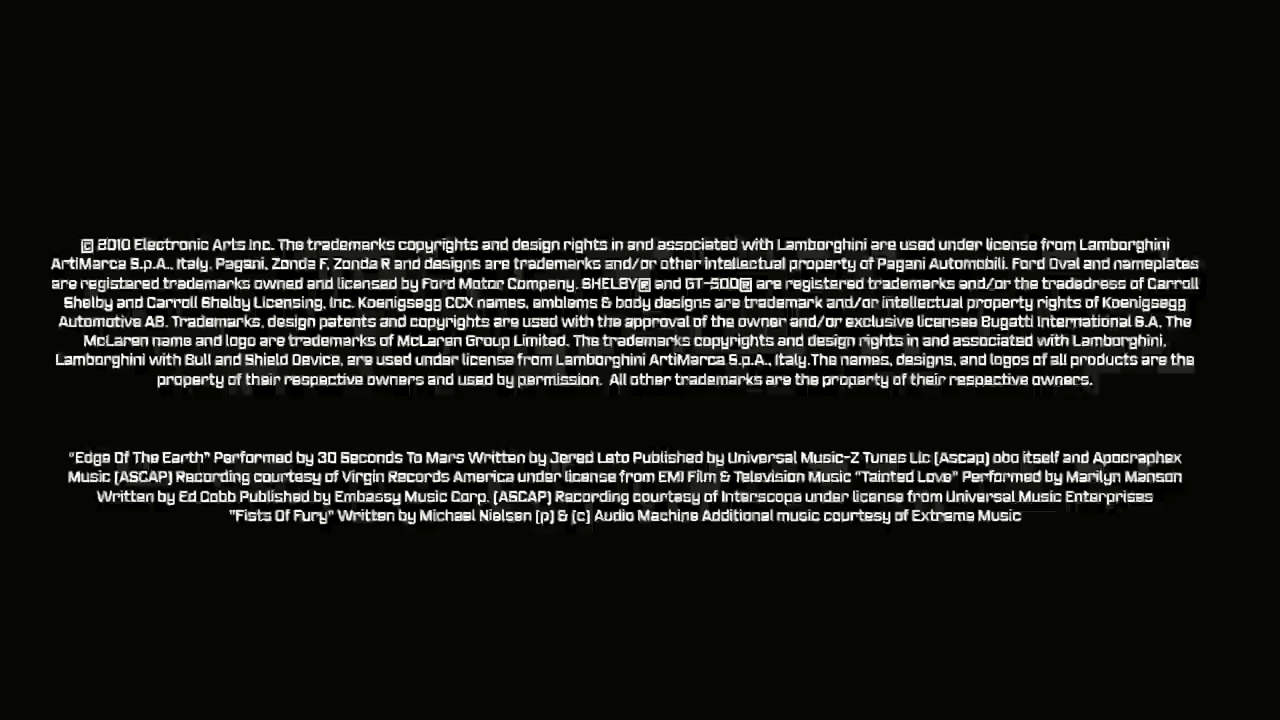 © 2010 Electronic Arts Inc. The trademarks copyrights and design rights in and associated with Lamborghini are used under license from Lamborghini
ArtiMarca S.p.A., Italy. Pagani, Zonda F, Zonda R and designs are trademarks and/or other intellectual property of Pagani Automobili. Ford Oval and nameplates
are registered trademarks owned and licensed by Ford Motor Company. SHELBY® and GT-500® are registered trademarks and/or the tradedress of Carroll
Shelby and Carroll Shelby Licensing, Inc. Koenigsegg CCX names, emblems & body designs are trademark and/or intellectual property rights of Koenigsegg
Automotive AB. Trademarks, design patents and copyrights are used with the approval of the owner and/or exclusive licensee Bugatti International S.A. The
McLaren name and logo are trademarks of McLaren Group Limited. The trademarks copyrights and design rights in and associated with Lamborghini,
Lamborghini with Bull and Shield Device, are used under license from Lamborghini ArtiMarca S.p.A., Italy.The names, designs, and logos of all products are the
property of their respective owners and used by permission. All other trademarks are the property of their respective owners.
"Edge Of The Earth" Performed by 30 Seconds To Mars Written by Jared Leto Published by Universal Music-Z Tunes Llc (Ascap) obo itself and Apocraphex
Music (ASCAP) Recording courtesy of Virgin Records America under license from EMI Film & Television Music "Tainted Love" Performed by Marilyn Manson
Written by Ed Cobb Published by Embassy Music Corp. (ASCAP) Recording courtesy of Interscope under license from Universal Music Enterprises
"Fists Of Fury" Written by Michael Nielsen (p) & (c) Audio Machine Additional music courtesy of Extreme Music